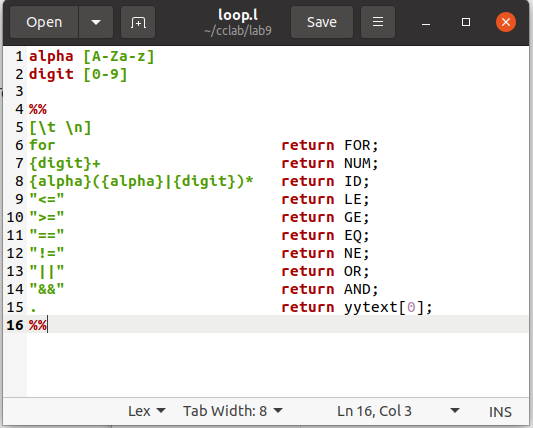 Open loop.l Save
~/cclab/lab9
1 alpha [A-Za-z]
2 digit [0-9]
3
4 %%
5 [\t \n]
6 for return FOR;
7 {digit}+ return NUM;
8 {alpha}({alpha}|{digit})* return ID;
9 "<=" return LE;
10 ">=" return GE;
11 "==" return EQ;
12 "!=" return NE;
13 "||" return OR;
14 "&&" return AND;
15 . return yytext[0];
16 %%
Lex Tab Width: 8 Ln 16, Col 3 INS